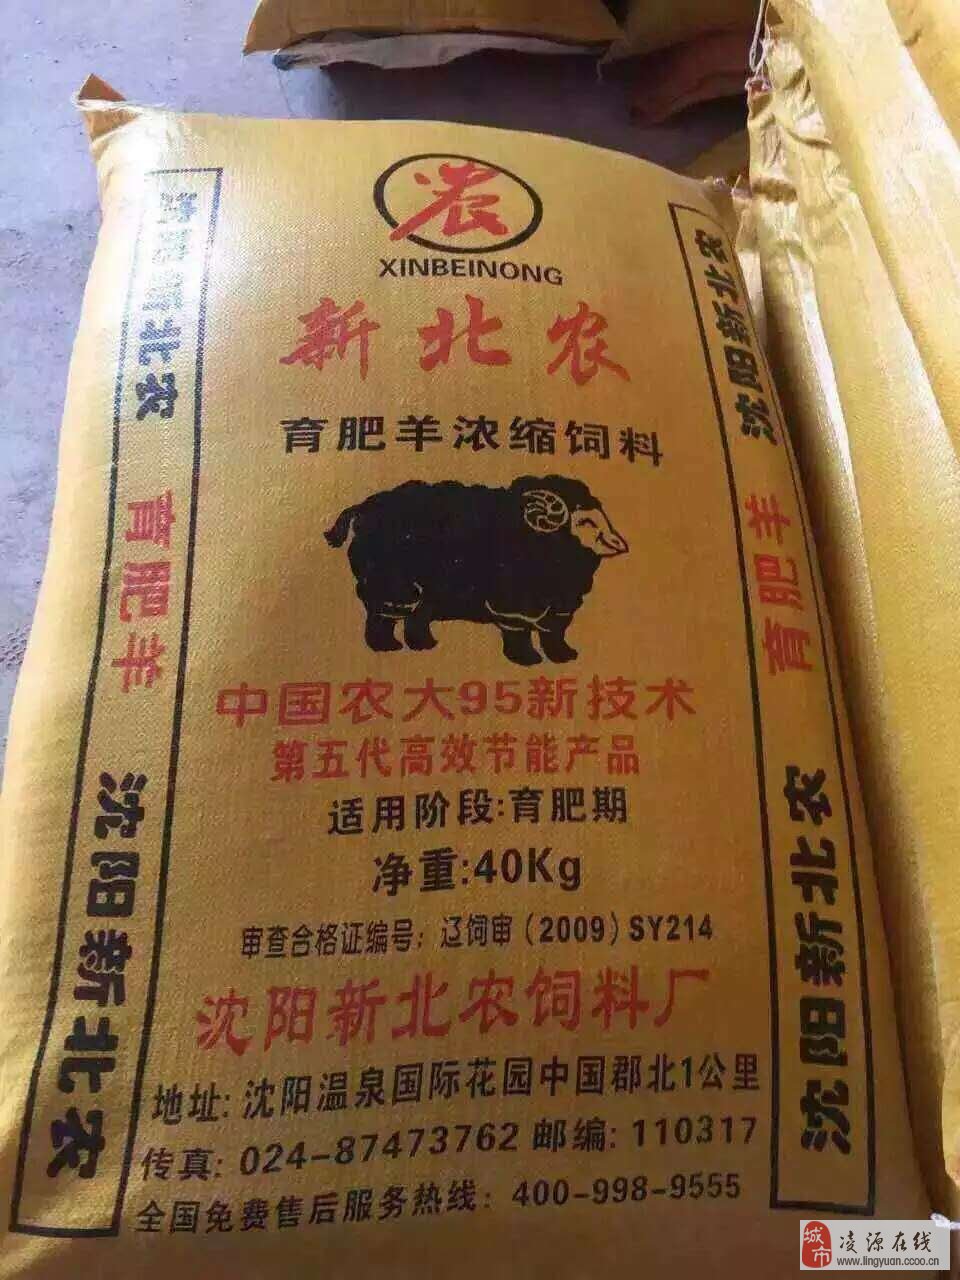 农
XINBEINONG
新北农
育肥羊浓缩饲料
中国农大95新技术
第五代高效节能产品
适用阶段:育肥期
净重:40Kg
审查合格证编号：辽饲审（2009）SY214
沈阳新北农饲料厂
地址:沈阳温泉国际花园中国郡北1公里
传真:024-87473762 邮编:110317
全国免费售后服务热线：400-998-9555
沈阳新北农
育肥羊
沈阳新北农
沈阳新北农
育肥羊
沈阳新北农
城市
凌源在线
www.lingyuan.ccoo.cn